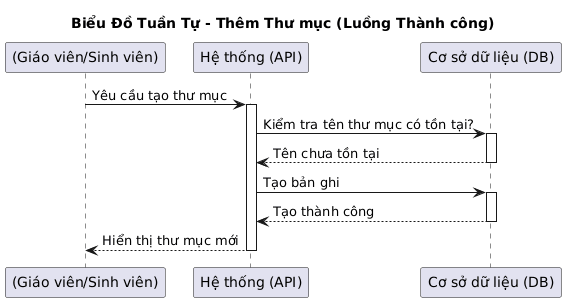 Biểu Đồ Tuần Tự - Thêm Thư mục (Luồng Thành công)
(Giáo viên/Sinh viên) Hệ thống (API) Cơ sở dữ liệu (DB)
Yêu cầu tạo thư mục
Kiểm tra tên thư mục có tồn tại?
Tên chưa tồn tại
Tạo bản ghi
Tạo thành công
Hiển thị thư mục mới
(Giáo viên/Sinh viên) Hệ thống (API) Cơ sở dữ liệu (DB)